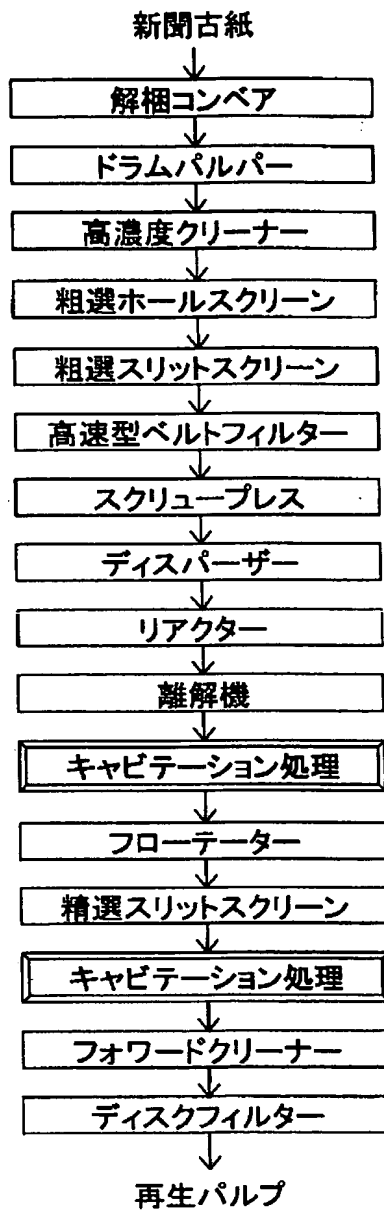 新聞古紙
解梱コンベア
ドラムパルパー
高濃度クリーナー
粗選ホールスクリーン
粗選スリットスクリーン
高速型ベルトフィルター
スクリュープレス
ディスパーザー
リアクター
離解機
キャビテーション処理
フローテーター
精選スリットスクリーン
キャビテーション処理
フォワードクリーナー
ディスクフィルター
再生パルプ